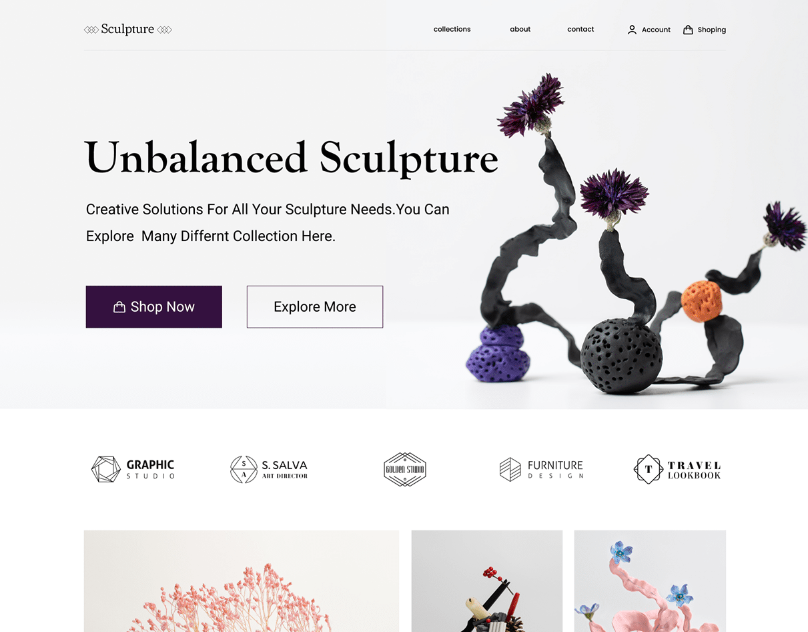 Sculpture
collections
about
contact
Account
Shoping
Unbalanced Sculpture
Creative Solutions For All Your Sculpture Needs.You Can
Explore Many Differnt Collection Here.
Shop Now
Explore More
GRAPHIC
STUDIO
S
A
S. SALVA
ART DIRECTOR
GOLDEN STUDIO
FURNITURE
DESIGN
T
TRAVEL
LOOKBOOK